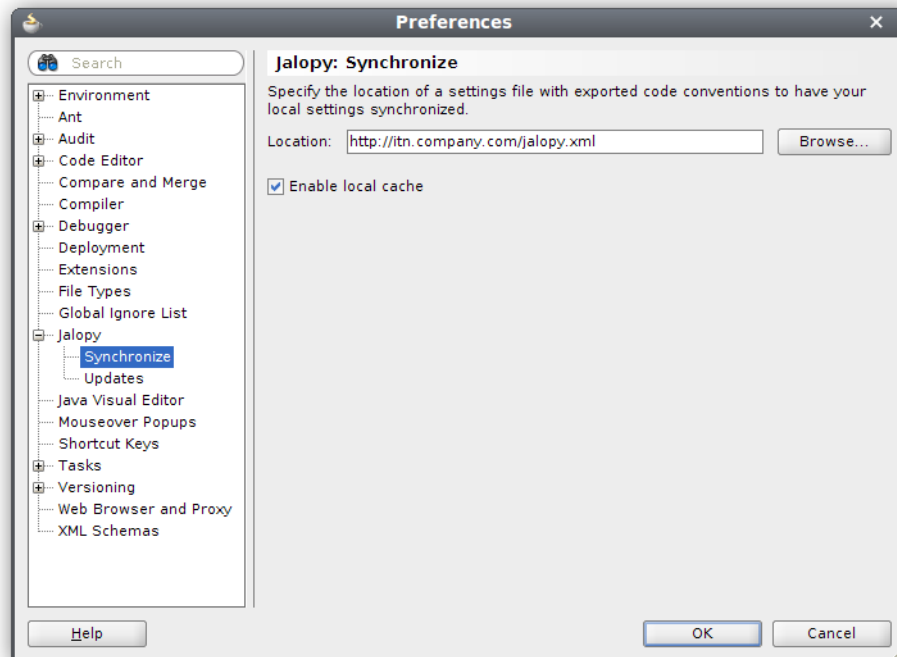 Preferences
Search
Environment
Ant
Audit
Code Editor
Compare and Merge
Compiler
Debugger
Deployment
Extensions
File Types
Global Ignore List
Jalopy
Synchronize
Updates
Java Visual Editor
Mouseover Popups
Shortcut Keys
Tasks
Versioning
Web Browser and Proxy
XML Schemas
Jalopy: Synchronize
Specify the location of a settings file with exported code conventions to have your
local settings synchronized.
Location: http://itn.company.com/jalopy.xml Browse...
Enable local cache
Help OK Cancel